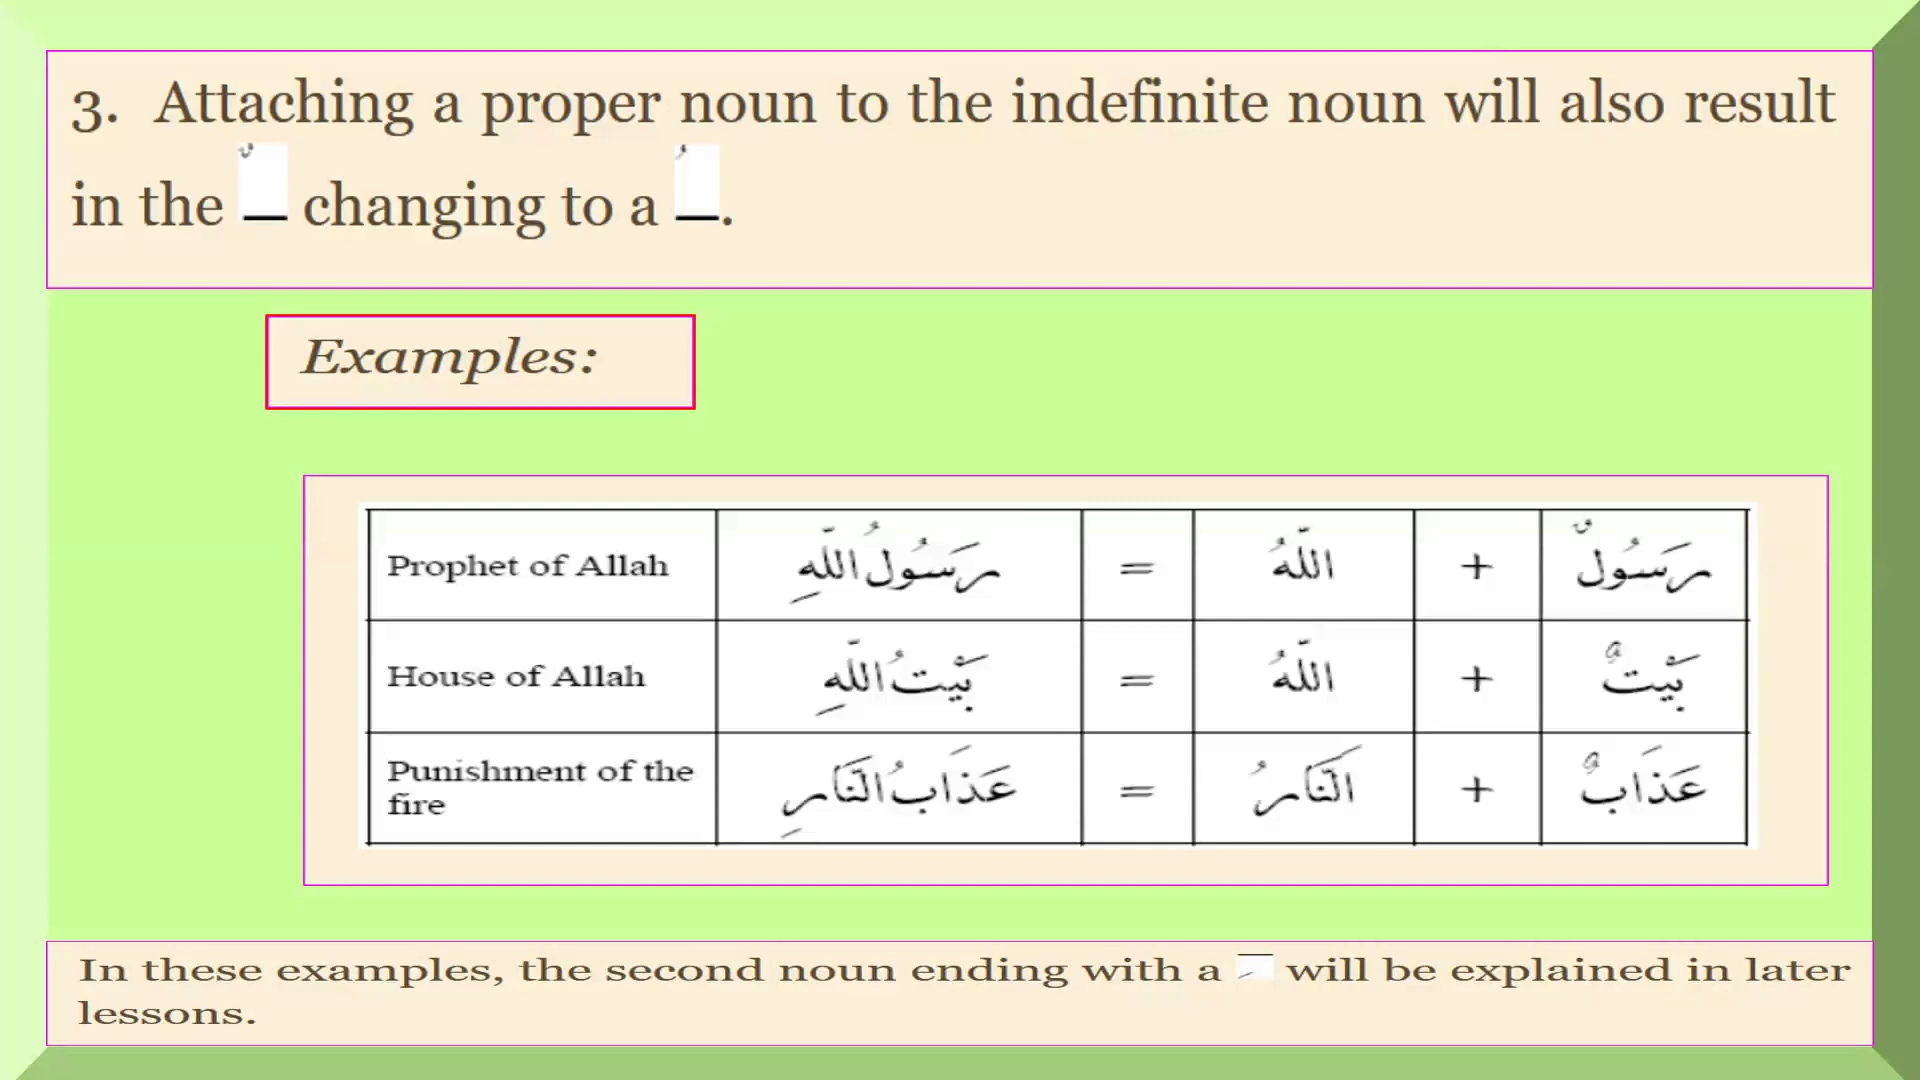 3. Attaching a proper noun to the indefinite noun will also result
in the ـٌ changing to a ـُ.
Examples:
Prophet of Allah رَسُولُ اللّٰهِ = اللّٰهُ + رَسُولٌ
House of Allah بَيْتُ اللّٰهِ = اللّٰهُ + بَيْتٌ
Punishment of the
fire عَذَابُ النَّارِ = اَلنَّارُ + عَذَابٌ
In these examples, the second noun ending with a ـِ will be explained in later
lessons.